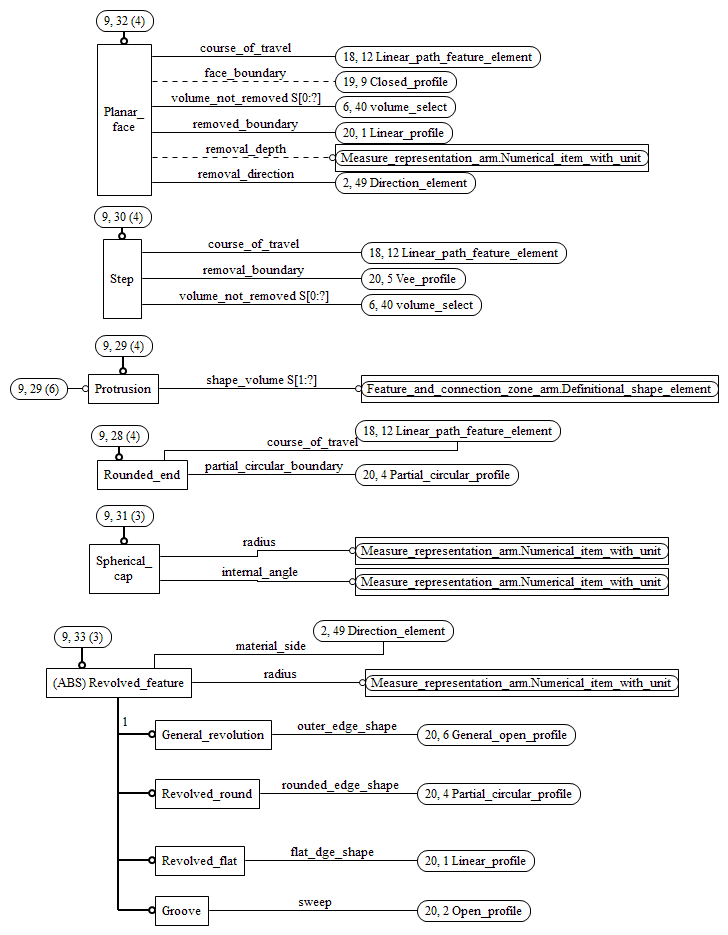 9, 32 (4)
Planar_
face
course_of_travel
18, 12 Linear_path_feature_element
face_boundary
19, 9 Closed_profile
volume_not_removed S[0:?]
6, 40 volume_select
removed_boundary
20, 1 Linear_profile
removal_depth
Measure_representation_arm.Numerical_item_with_unit
removal_direction
2, 49 Direction_element
9, 30 (4)
Step
course_of_travel
18, 12 Linear_path_feature_element
removal_boundary
20, 5 Vee_profile
volume_not_removed S[0:?]
6, 40 volume_select
9, 29 (4)
9, 29 (6)
Protrusion
shape_volume S[1:?]
Feature_and_connection_zone_arm.Definitional_shape_element
9, 28 (4)
Rounded_end
course_of_travel
18, 12 Linear_path_feature_element
partial_circular_boundary
20, 4 Partial_circular_profile
9, 31 (3)
Spherical_
cap
radius
Measure_representation_arm.Numerical_item_with_unit
internal_angle
Measure_representation_arm.Numerical_item_with_unit
9, 33 (3)
(ABS) Revolved_feature
material_side
2, 49 Direction_element
radius
Measure_representation_arm.Numerical_item_with_unit
1
General_revolution
outer_edge_shape
20, 6 General_open_profile
Revolved_round
rounded_edge_shape
20, 4 Partial_circular_profile
Revolved_flat
flat_dge_shape
20, 1 Linear_profile
Groove
sweep
20, 2 Open_profile